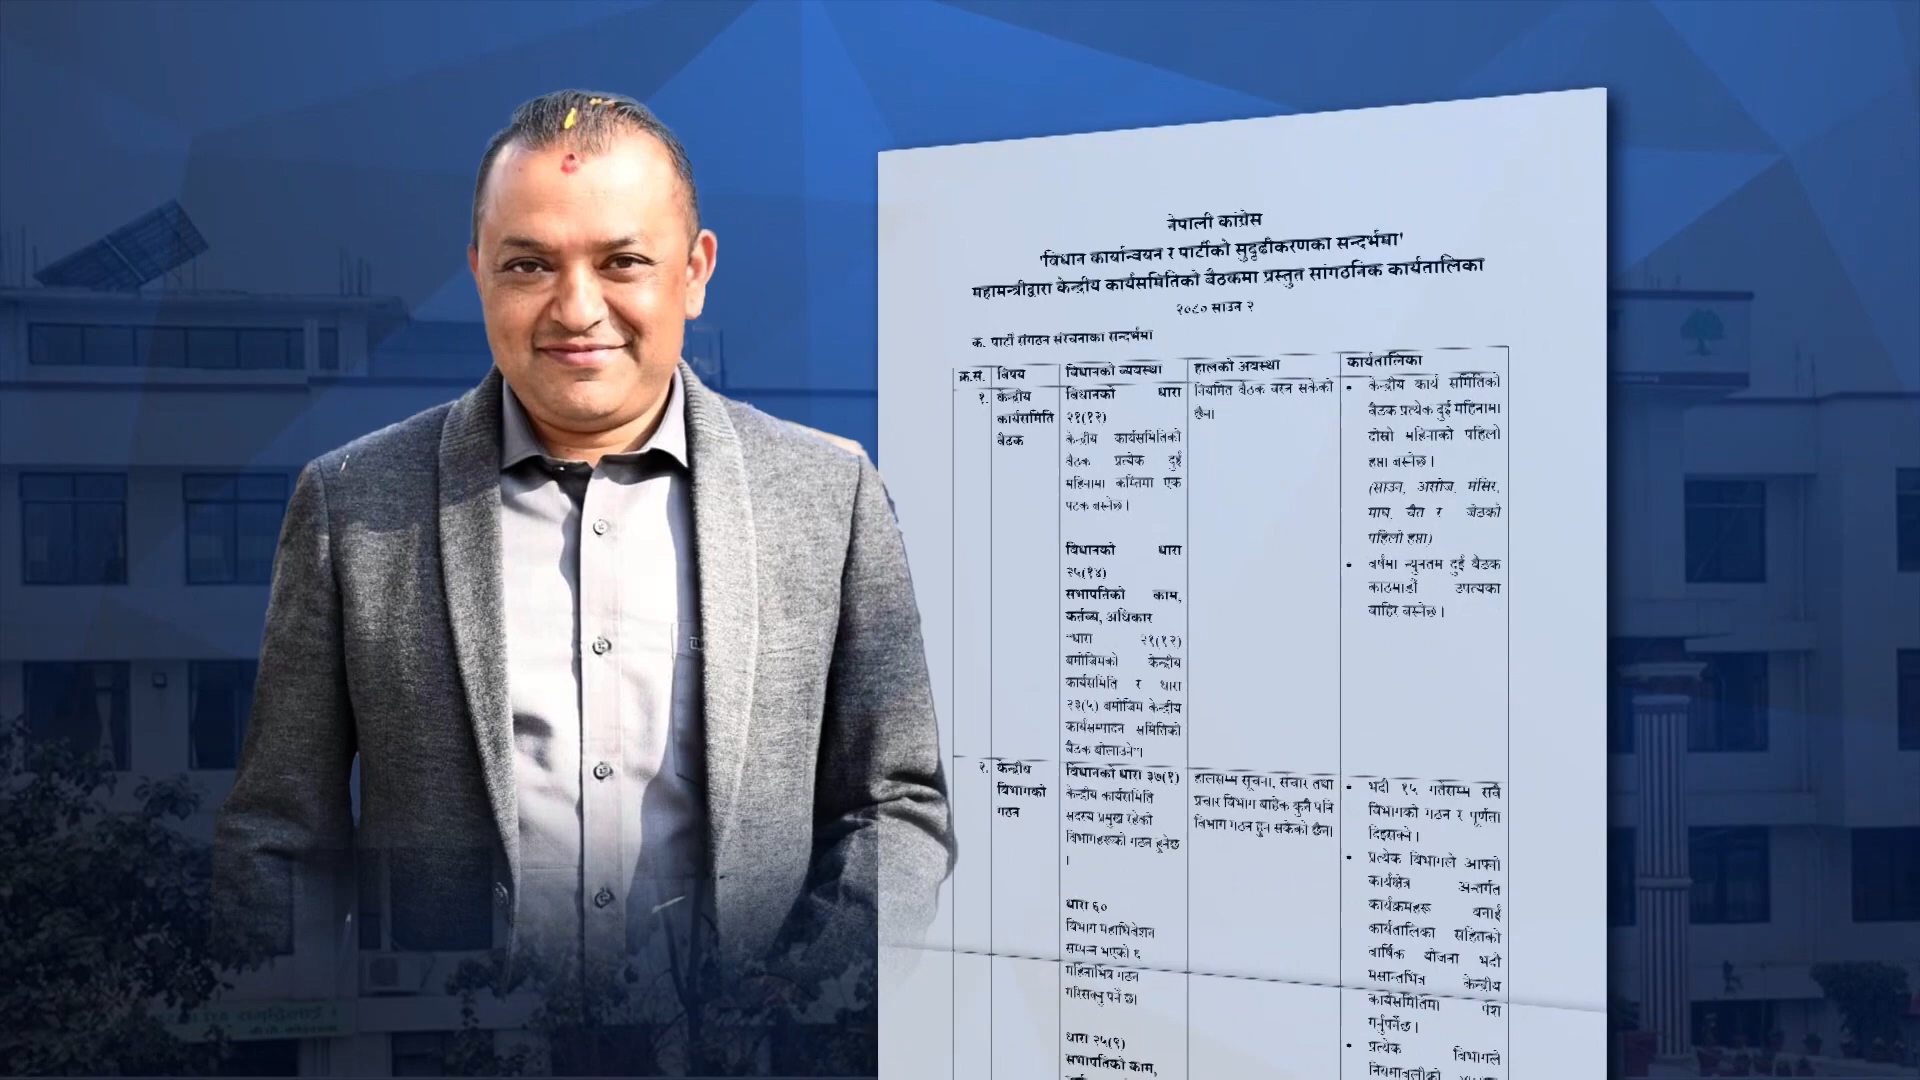 नेपाली कांग्रेस
'विधान कार्यान्वयन र पार्टीको सुदृढीकरणका सन्दर्भमा'
महामन्त्रीद्वारा केन्द्रीय कार्यसमितिको बैठकमा प्रस्तुत सांगठनिक कार्यतालिका
२०८० साउन २
क. पार्टी संगठन संरचनाका सन्दर्भमा
क्र.स.
विषय
विधानको व्यवस्था
हालको अवस्था
कार्यतालिका
१.
केन्द्रीय
कार्यसमिति
बैठक
विधानको धारा
२१(१२)
केन्द्रीय कार्यसमितिको
बैठक प्रत्येक दुई
महिनामा कम्तिमा एक
पटक बस्नेछ ।
विधानको धारा
२५(१४)
सभापतिको काम,
कर्तव्य, अधिकार
"धारा २१(१२)
बमोजिमको केन्द्रीय
कार्यसमिति र धारा
२३(५) बमोजिम केन्द्रीय
कार्यसम्पादन समितिको
बैठक बोलाउने"।
नियमित बैठक बस्न सकेको
छैन।
• केन्द्रीय कार्य समितिको
बैठक प्रत्येक दुई महिनामा
दोस्रो महिनाको पहिलो
हप्ता बस्नेछ ।
(साउन, असोज, मंसिर,
माघ, चैत र जेठको
पहिलो हप्ता)
• वर्षमा न्युनतम दुई बैठक
काठमाडौं उपत्यका
बाहिर बस्नेछ ।
२.
केन्द्रीय
विभागको
गठन
विधानको धारा ३७(१)
केन्द्रीय कार्यसमिति
सदस्य प्रमुख रहेको
विभागहरूको गठन हुनेछ
।
धारा ६०
विभाग महाधिवेशन
सम्पन्न भएको ६
महिनाभित्र गठन
गरिसक्नु पर्ने छ।
धारा २५(९)
सभापतिको काम,
हालसम्म सूचना, संचार तथा
प्रचार विभाग बाहेक कुनै पनि
विभाग गठन हुन सकेको छैन।
• भदौ १५ गतेसम्म सबै
विभागको गठन र पूर्णता
दिइसक्ने ।
• प्रत्येक विभागले आफ्नो
कार्यक्षेत्र अन्तर्गत
कार्यक्रमहरू बनाई
कार्यतालिका सहितको
वार्षिक योजना भदौ
मसान्तभित्र केन्द्रीय
कार्यसमितिमा पेश
गर्नुपर्नेछ ।
• प्रत्येक विभागले
नियमावलीको